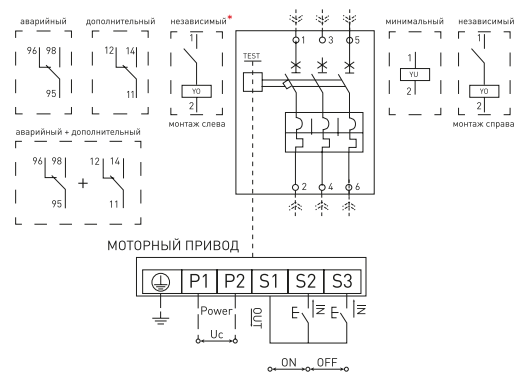 аварийный
дополнительный
независимый*
минимальный
независимый
96 98
95
12 14
11
1
YO
2
монтаж слева
1 3 5
TEST
2 4 6
1
YU
2
1
YO
2
монтаж справа
аварийный + дополнительный
96 98
95
+
12 14
11
МОТОРНЫЙ ПРИВОД
P1 P2 S1 S2 S3
Power
Uc
OUT
E
IN
E
IN
ON OFF